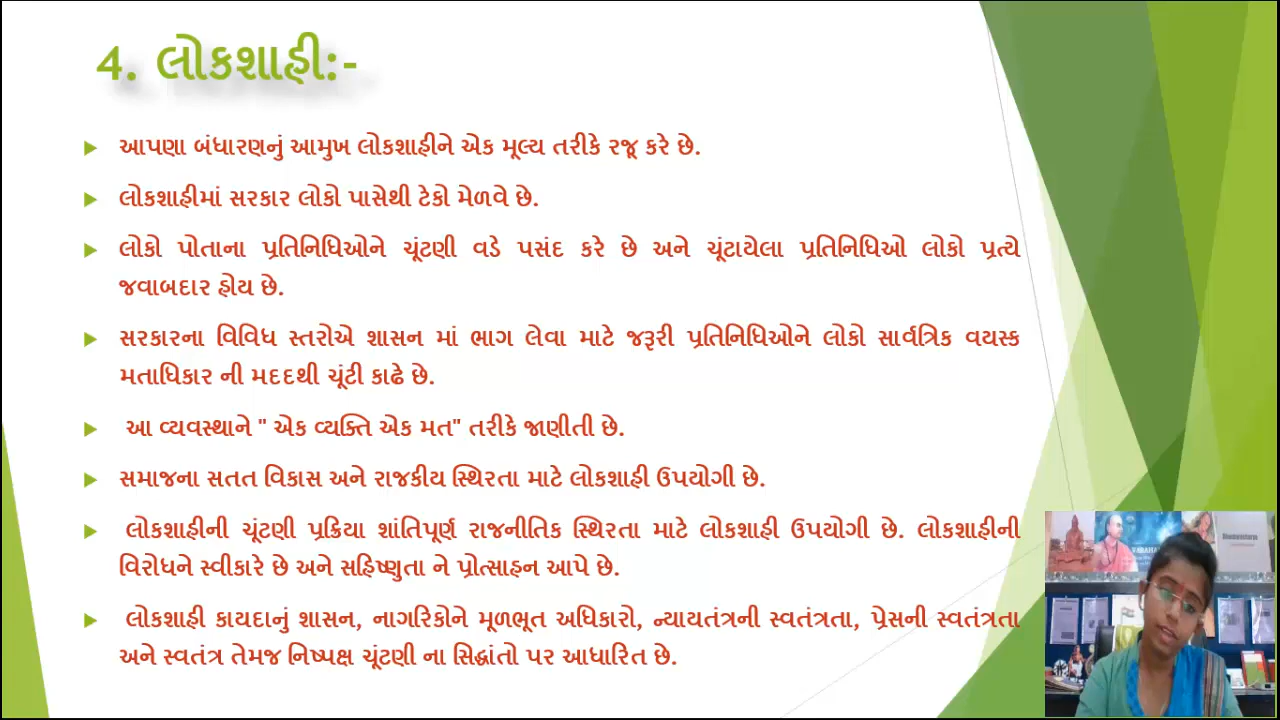 4. લોકશાહી:-
આપણા બંધારણનું આમુખ લોકશાહીને એક મૂલ્ય તરીકે રજૂ કરે છે.
લોકશાહીમાં સરકાર લોકો પાસેથી ટેકો મેળવે છે.
લોકો પોતાના પ્રતિનિધિઓને ચૂંટણી વડે પસંદ કરે છે અને ચૂંટાયેલા પ્રતિનિધિઓ લોકો પ્રત્યે
જવાબદાર હોય છે.
સરકારના વિવિધ સ્તરોએ શાસન માં ભાગ લેવા માટે જરૂરી પ્રતિનિધિઓને લોકો સાર્વત્રિક વયસ્ક
મતાધિકાર ની મદદથી ચૂંટી કાઢે છે.
આ વ્યવસ્થાને " એક વ્યક્તિ એક મત" તરીકે જાણીતી છે.
સમાજના સતત વિકાસ અને રાજકીય સ્થિરતા માટે લોકશાહી ઉપયોગી છે.
લોકશાહીની ચૂંટણી પ્રક્રિયા શાંતિપૂર્ણ રાજનીતિક સ્થિરતા માટે લોકશાહી ઉપયોગી છે. લોકશાહીની
વિરોધને સ્વીકારે છે અને સહિષ્ણુતા ને પ્રોત્સાહન આપે છે.
લોકશાહી કાયદાનું શાસન, નાગરિકોને મૂળભૂત અધિકારો, ન્યાયતંત્રની સ્વતંત્રતા, પ્રેસની સ્વતંત્રતા
અને સ્વતંત્ર તેમજ નિષ્પક્ષ ચૂંટણી ના સિદ્ધાંતો પર આધારિત છે.